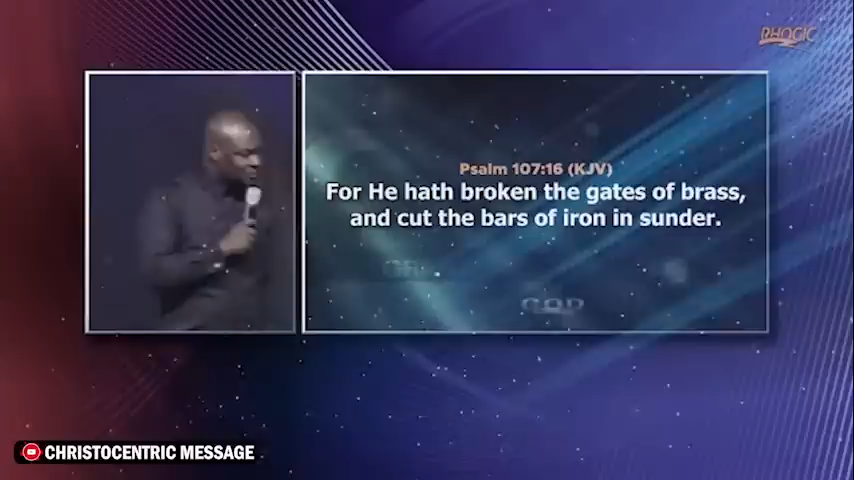 RHOGIC
Psalm 107:16 (KJV)
For He hath broken the gates of brass,
and cut the bars of iron in sunder.
CHRISTOCENTRIC MESSAGE